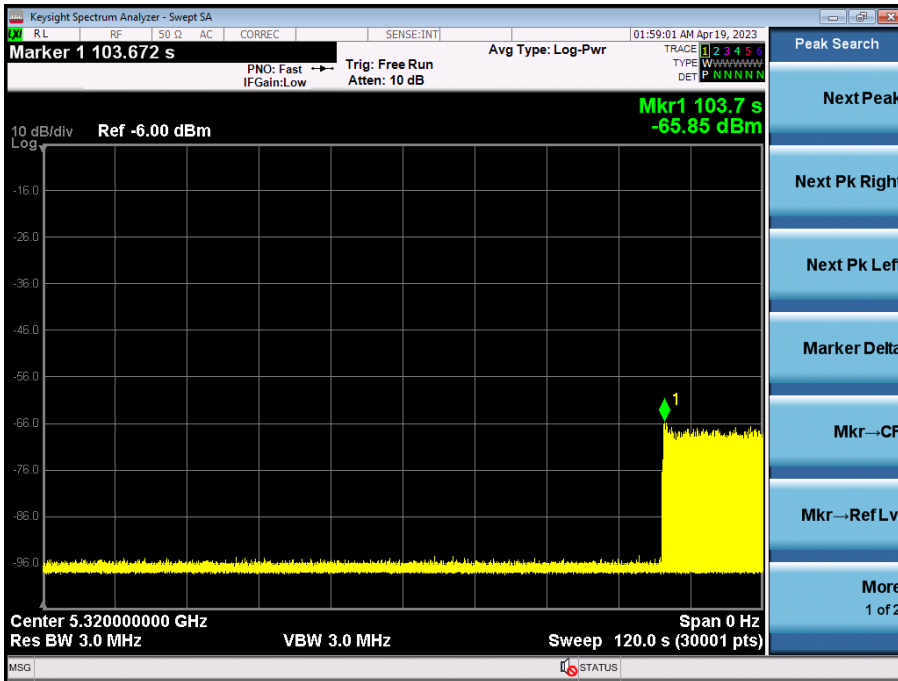 Keysight Spectrum Analyzer - Swept SA
LXI RL RF 50 Ω AC CORREC SENSE:INT 01:59:01 AM Apr 19, 2023
Marker 1 103.672 s
PNO: Fast
IFGain:Low
Trig: Free Run
Atten: 10 dB
Avg Type: Log-Pwr
TRACE 1 2 3 4 5 6
TYPE WWWWWW
DET P N N N N N
Mkr1 103.7 s
-65.85 dBm
10 dB/div Ref -6.00 dBm
Log
-16.0
-26.0
-36.0
-46.0
-56.0
-66.0
-76.0
-86.0
-96.0
1
Center 5.320000000 GHz Span 0 Hz
Res BW 3.0 MHz VBW 3.0 MHz Sweep 120.0 s (30001 pts)
MSG STATUS
Peak Search
Next Peak
Next Pk Right
Next Pk Left
Marker Delta
Mkr→CF
Mkr→Ref Lv
More
1 of 2